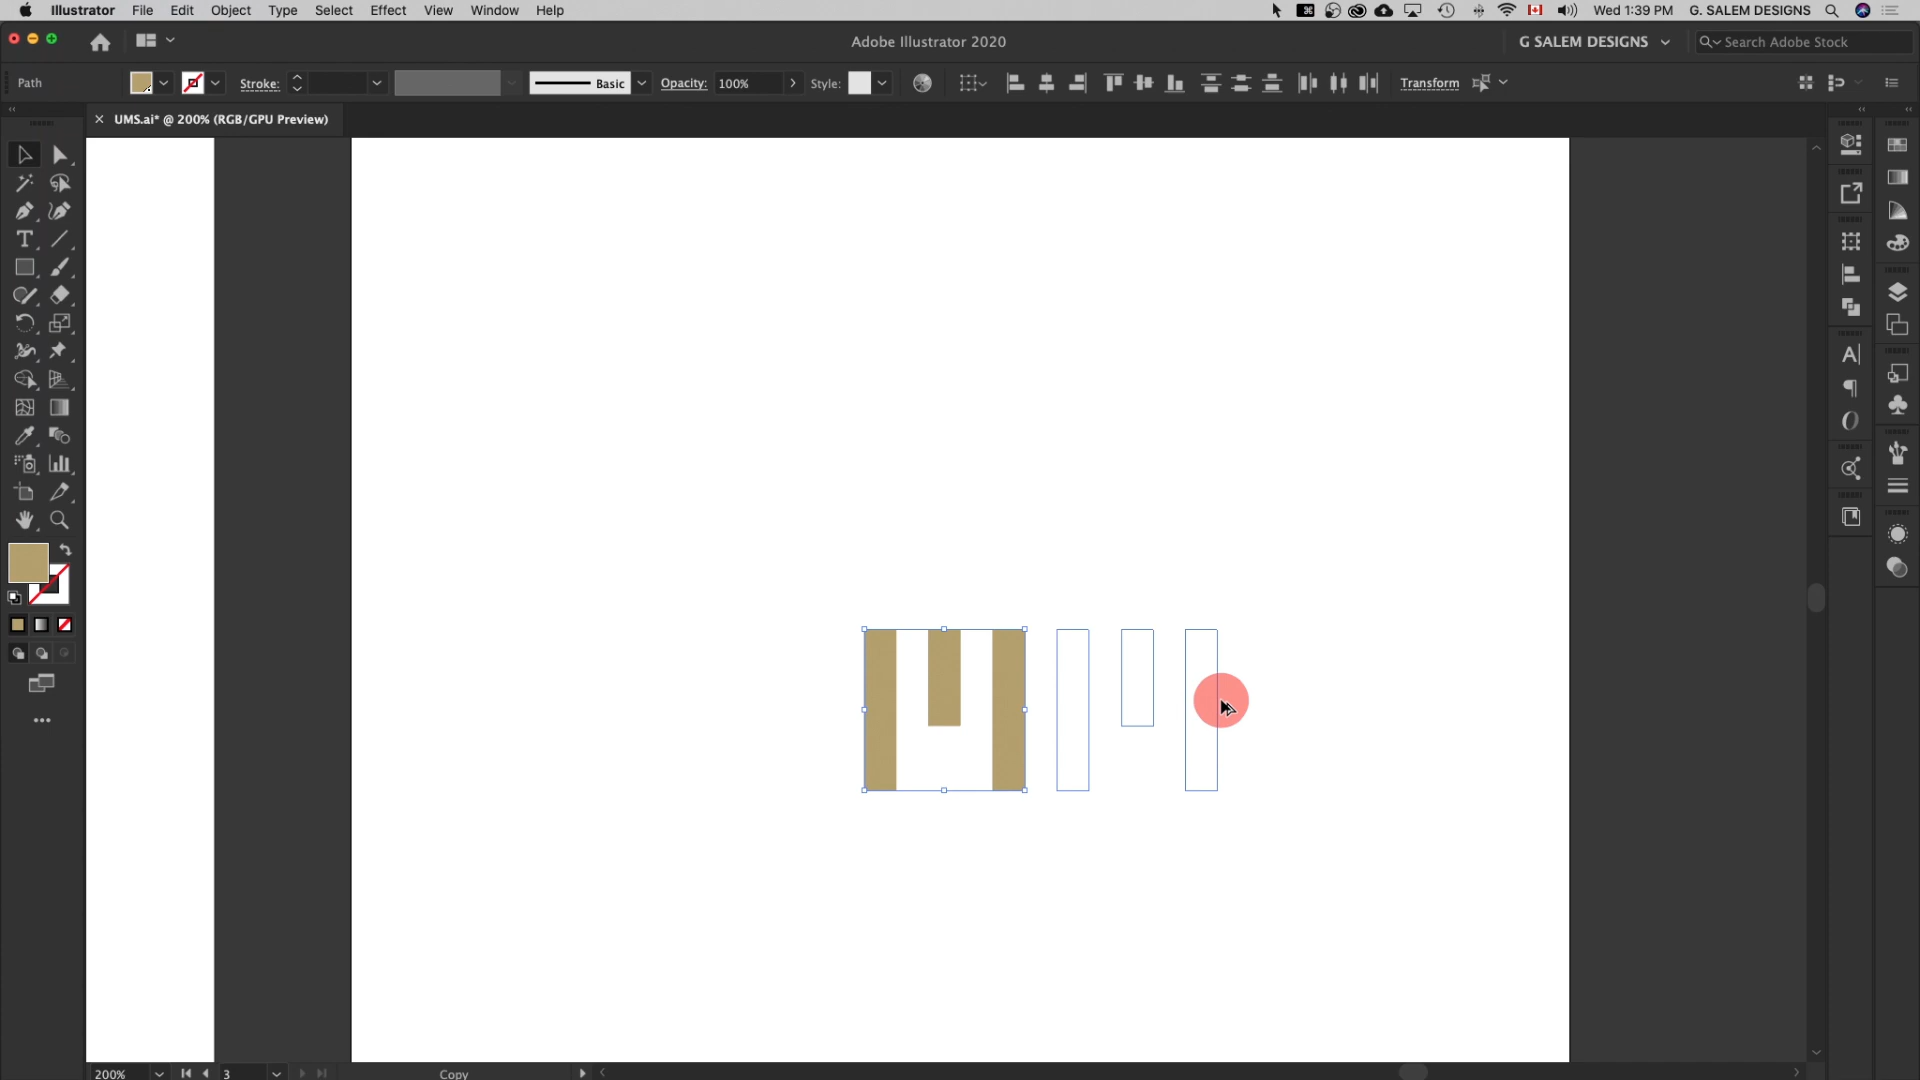 Illustrator File Edit Object Type Select Effect View Window Help Wed 1:39 PM G. SALEM DESIGNS
Adobe Illustrator 2020 G SALEM DESIGNS Search Adobe Stock
Path Stroke: Basic Opacity: 100% Style: Transform
× UMS.ai* @ 200% (RGB/GPU Preview)
200% 3 Copy